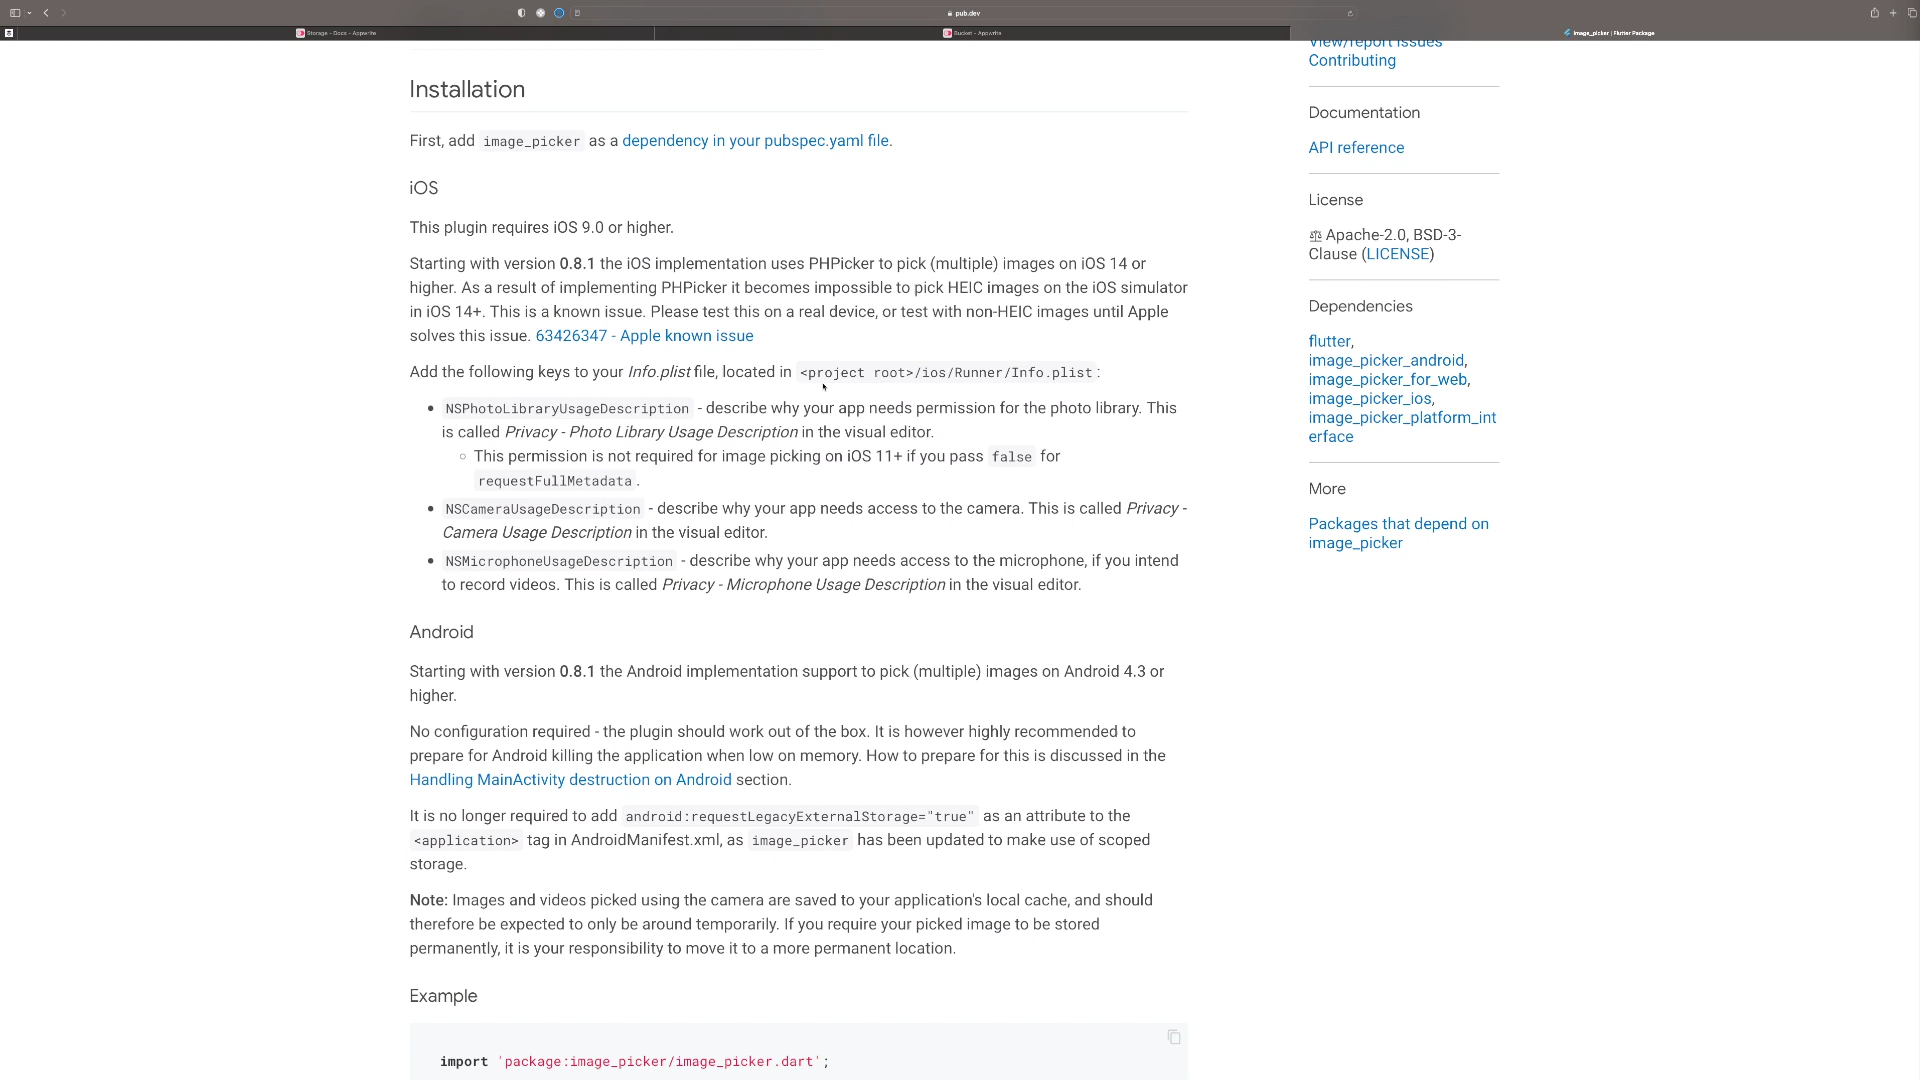 pub.dev
Storage - Docs - Appwrite
Bucket - Appwrite
image_picker | Flutter Package
View/report issues
Contributing
Installation
First, add image_picker as a dependency in your pubspec.yaml file.
iOS
This plugin requires iOS 9.0 or higher.
Starting with version 0.8.1 the iOS implementation uses PHPicker to pick (multiple) images on iOS 14 or
higher. As a result of implementing PHPicker it becomes impossible to pick HEIC images on the iOS simulator
in iOS 14+. This is a known issue. Please test this on a real device, or test with non-HEIC images until Apple
solves this issue. 63426347 - Apple known issue
Add the following keys to your Info.plist file, located in <project root>/ios/Runner/Info.plist :
• NSPhotoLibraryUsageDescription - describe why your app needs permission for the photo library. This
is called Privacy - Photo Library Usage Description in the visual editor.
◦ This permission is not required for image picking on iOS 11+ if you pass false for
requestFullMetadata .
• NSCameraUsageDescription - describe why your app needs access to the camera. This is called Privacy -
Camera Usage Description in the visual editor.
• NSMicrophoneUsageDescription - describe why your app needs access to the microphone, if you intend
to record videos. This is called Privacy - Microphone Usage Description in the visual editor.
Android
Starting with version 0.8.1 the Android implementation support to pick (multiple) images on Android 4.3 or
higher.
No configuration required - the plugin should work out of the box. It is however highly recommended to
prepare for Android killing the application when low on memory. How to prepare for this is discussed in the
Handling MainActivity destruction on Android section.
It is no longer required to add android:requestLegacyExternalStorage="true" as an attribute to the
<application> tag in AndroidManifest.xml, as image_picker has been updated to make use of scoped
storage.
Note: Images and videos picked using the camera are saved to your application's local cache, and should
therefore be expected to only be around temporarily. If you require your picked image to be stored
permanently, it is your responsibility to move it to a more permanent location.
Example
import 'package:image_picker/image_picker.dart';
Documentation
API reference
License
Apache-2.0, BSD-3-
Clause (LICENSE)
Dependencies
flutter,
image_picker_android,
image_picker_for_web,
image_picker_ios,
image_picker_platform_int
erface
More
Packages that depend on
image_picker